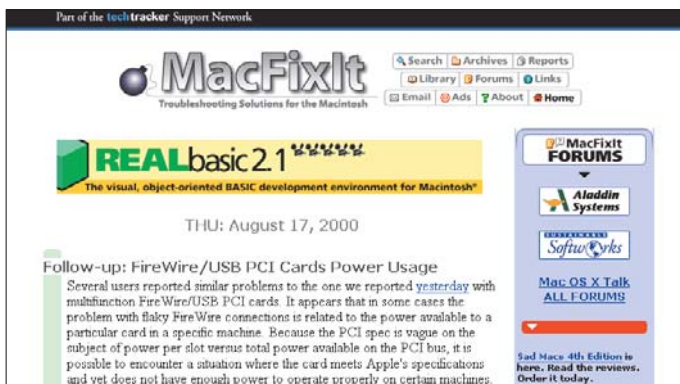 Part of the techtracker Support Network
MacFixIt
Troubleshooting Solutions for the Macintosh
Search Archives Reports
Library Forums Links
Email Ads About Home
REALbasic 2.1
The visual, object-oriented BASIC development environment for Macintosh®
THU: August 17, 2000
Follow-up: FireWire/USB PCI Cards Power Usage
Several users reported similar problems to the one we reported yesterday with
multifunction FireWire/USB PCI cards. It appears that in some cases the
problem with flaky FireWire connections is related to the power available to a
particular card in a specific machine. Because the PCI spec is vague on the
subject of power per slot versus total power available on the PCI bus, it is
possible to encounter a situation where the card meets Apple's specifications
and yet does not have enough power to operate properly on certain machines.
MacFixIt
FORUMS
Aladdin
Systems
SUSTAINABLE
Softworks
Mac OS X Talk
ALL FORUMS
Sad Macs 4th Edition is
here. Read the reviews.
Order it today.